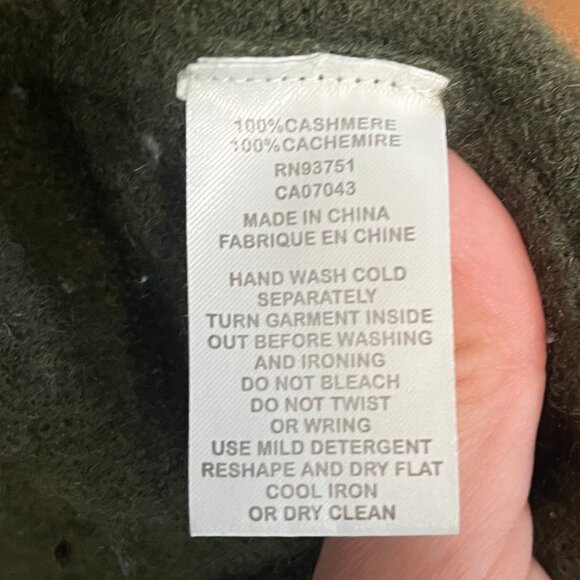 100%CASHMERE
100%CACHEMIRE
RN93751
CA07043
MADE IN CHINA
FABRIQUE EN CHINE
HAND WASH COLD
SEPARATELY
TURN GARMENT INSIDE
OUT BEFORE WASHING
AND IRONING
DO NOT BLEACH
DO NOT TWIST
OR WRING
USE MILD DETERGENT
RESHAPE AND DRY FLAT
COOL IRON
OR DRY CLEAN